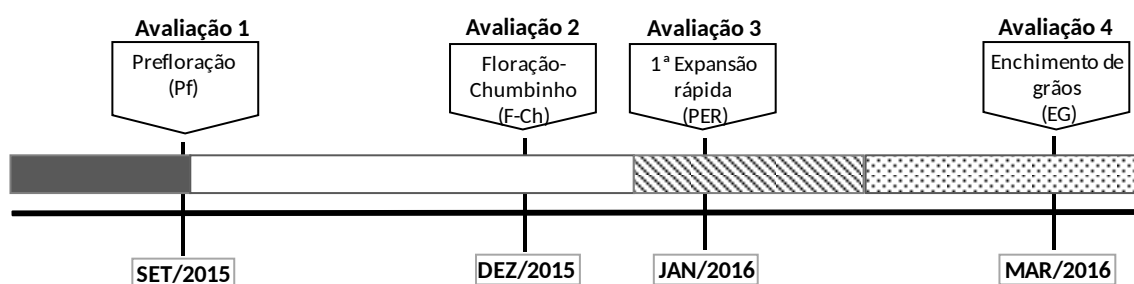 Avaliação 1
Prefloração
(Pf)
Avaliação 2
Floração-
Chumbinho
(F-Ch)
Avaliação 3
1ª Expansão
rápida
(PER)
Avaliação 4
Enchimento de
grãos
(EG)
SET/2015
DEZ/2015
JAN/2016
MAR/2016